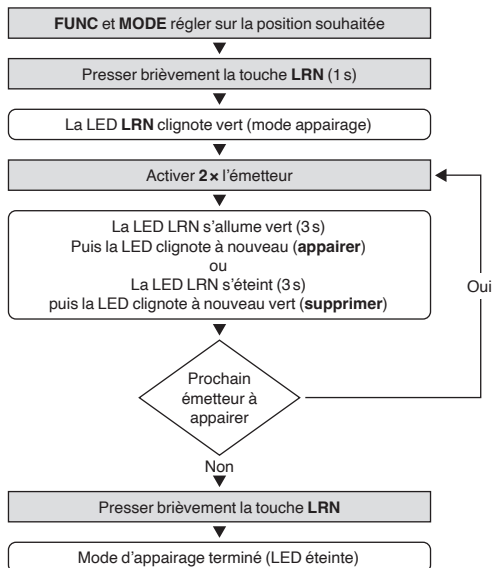 FUNC et MODE régler sur la position souhaitée
Presser brièvement la touche LRN (1 s)
La LED LRN clignote vert (mode appairage)
Activer 2× l'émetteur
La LED LRN s'allume vert (3 s)
Puis la LED clignote à nouveau (appairer)
ou
La LED LRN s'éteint (3 s)
puis la LED clignote à nouveau vert (supprimer)
Oui
Prochain
émetteur à
appairer
Non
Presser brièvement la touche LRN
Mode d'appairage terminé (LED éteinte)